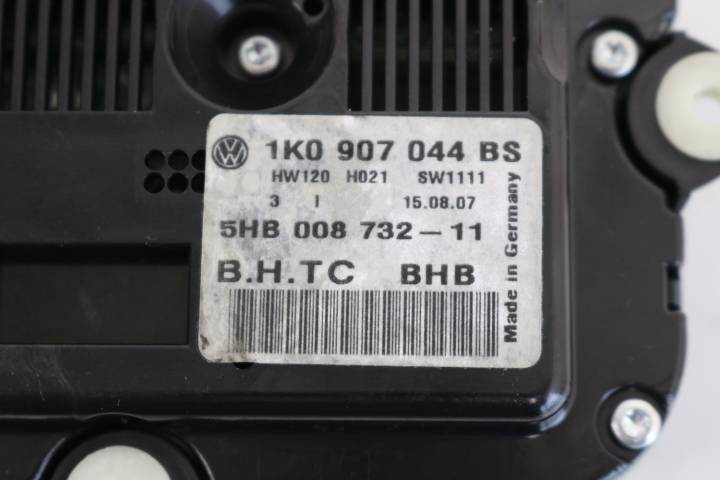 1K0 907 044 BS
HW120 H021 SW1111
3 I 15.08.07
5HB 008 732-11
B.H.TC BHB
Made in Germany